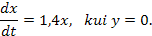 dx/dt = 1,4x, kui y = 0.